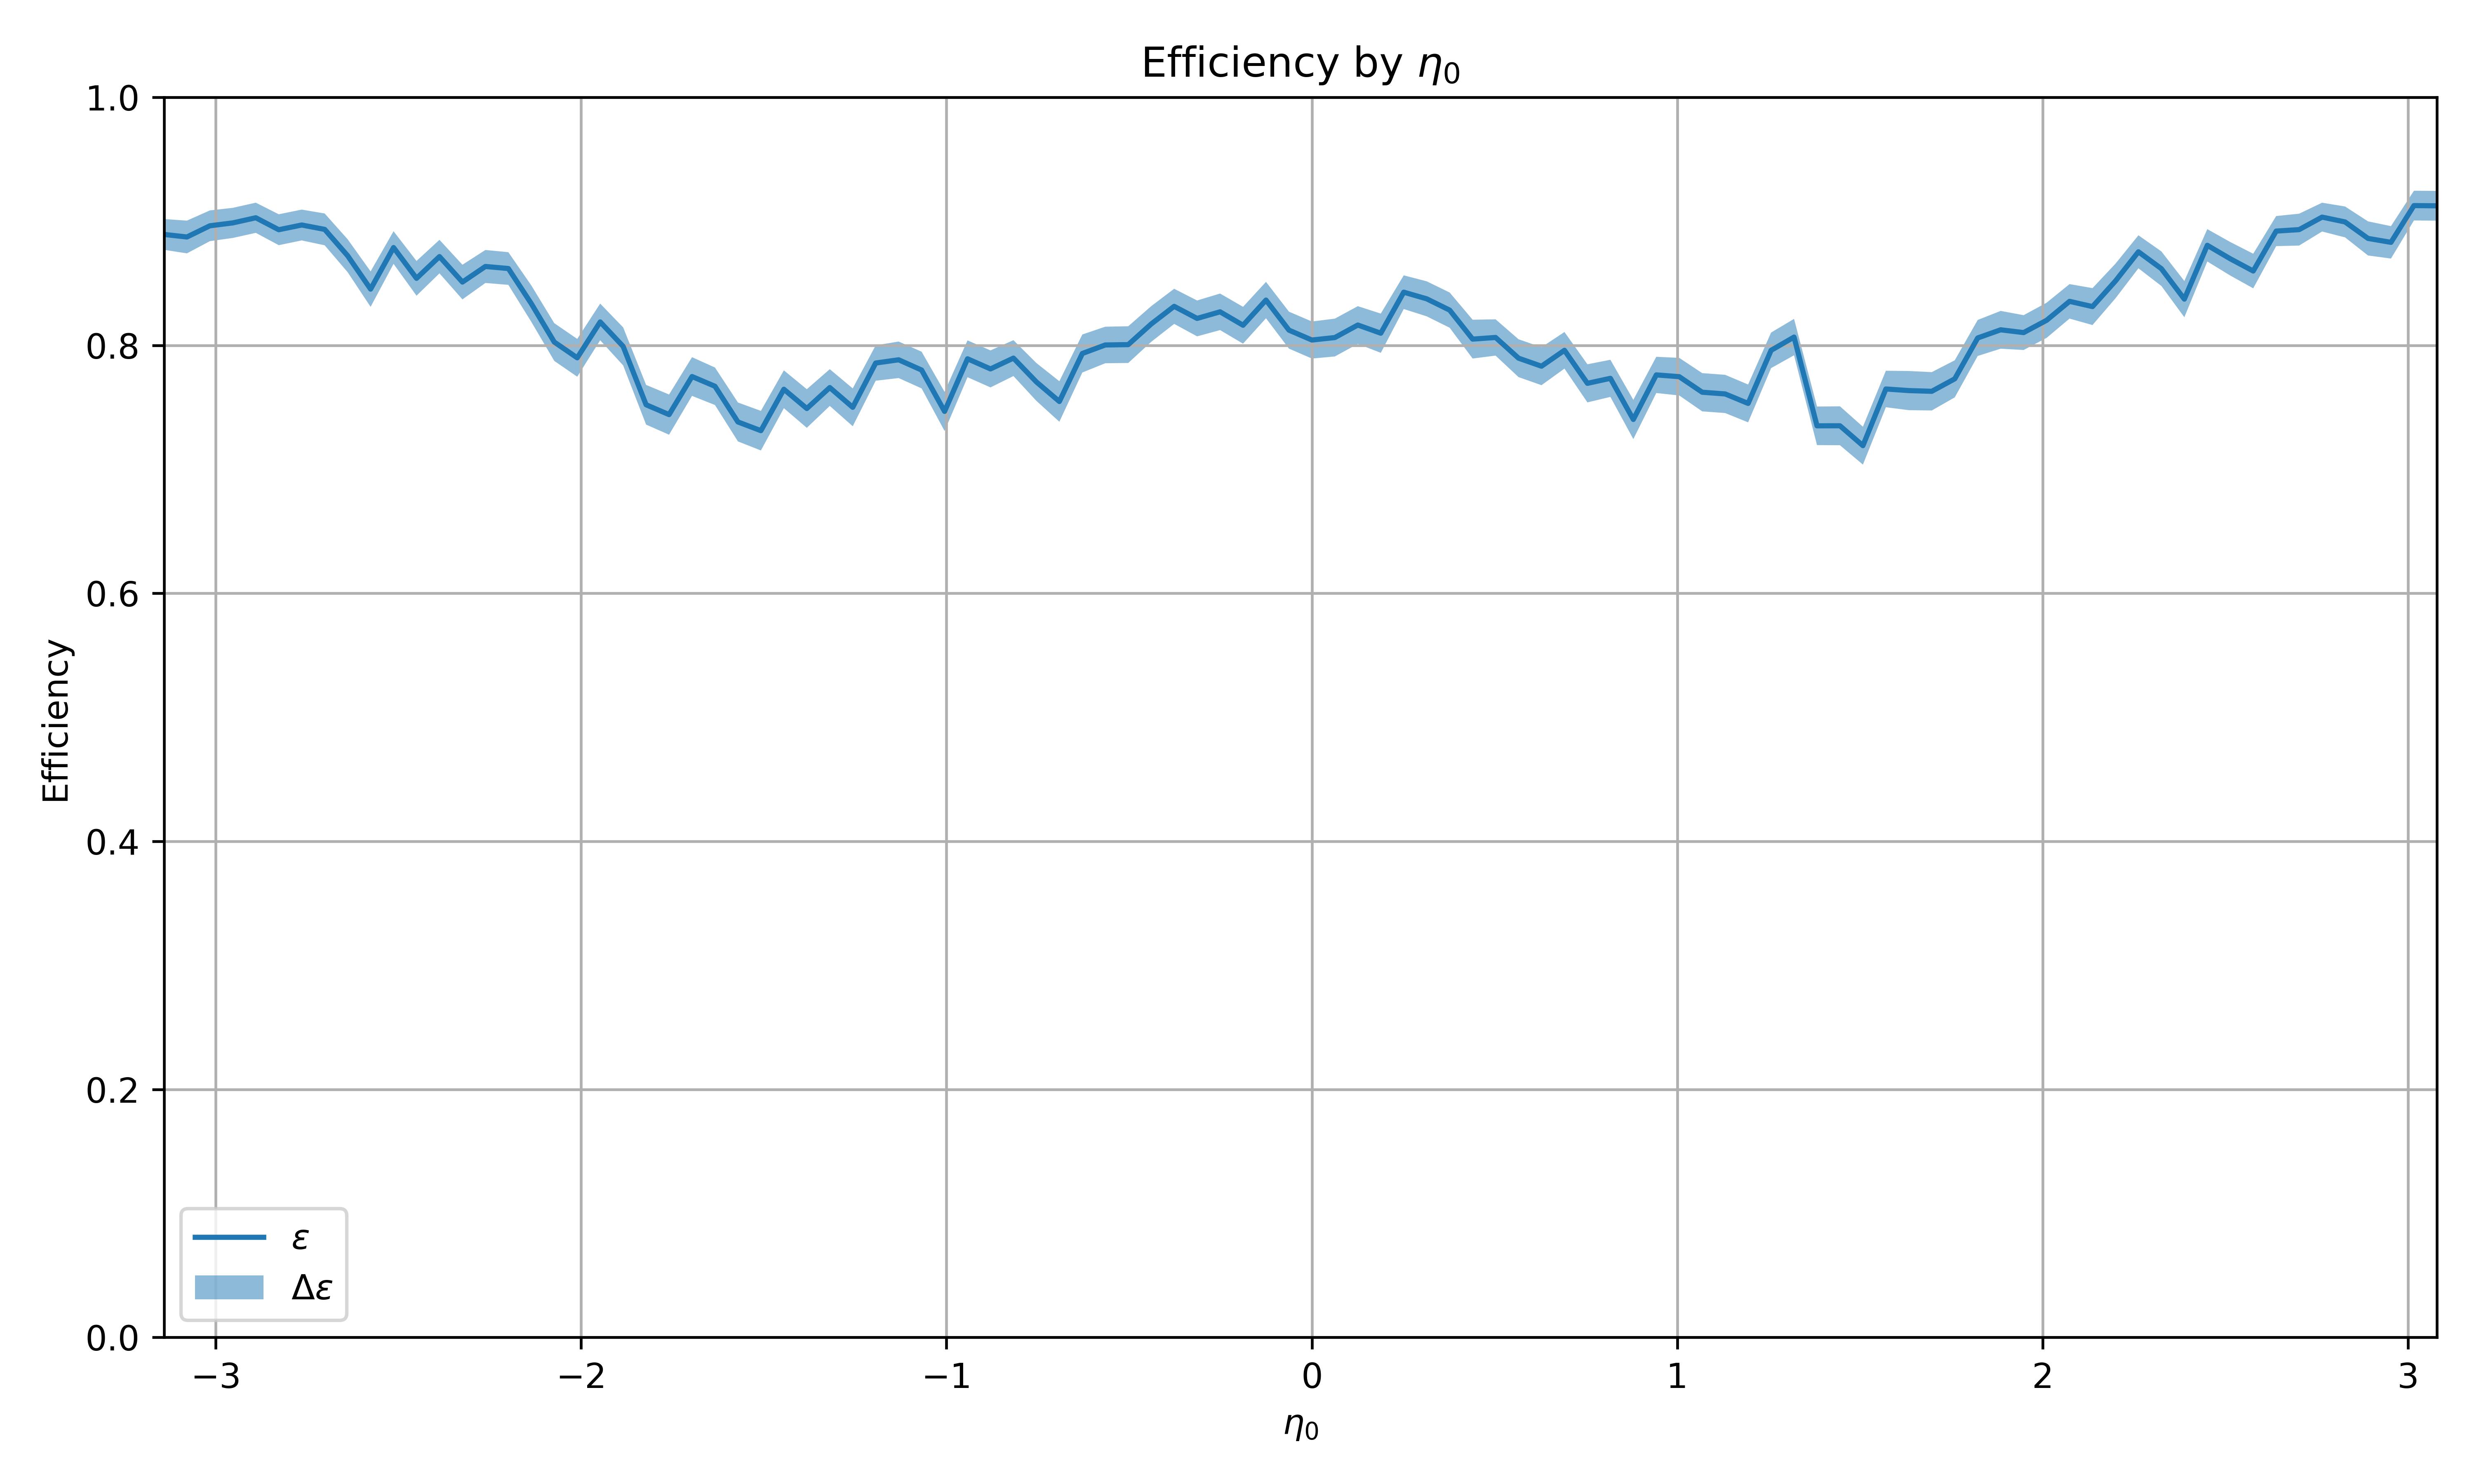 Efficiency by η₀
1.0
0.8
0.6
0.4
0.2
0.0
Efficiency
ε
Δε
−3 −2 −1 0 1 2 3
η₀